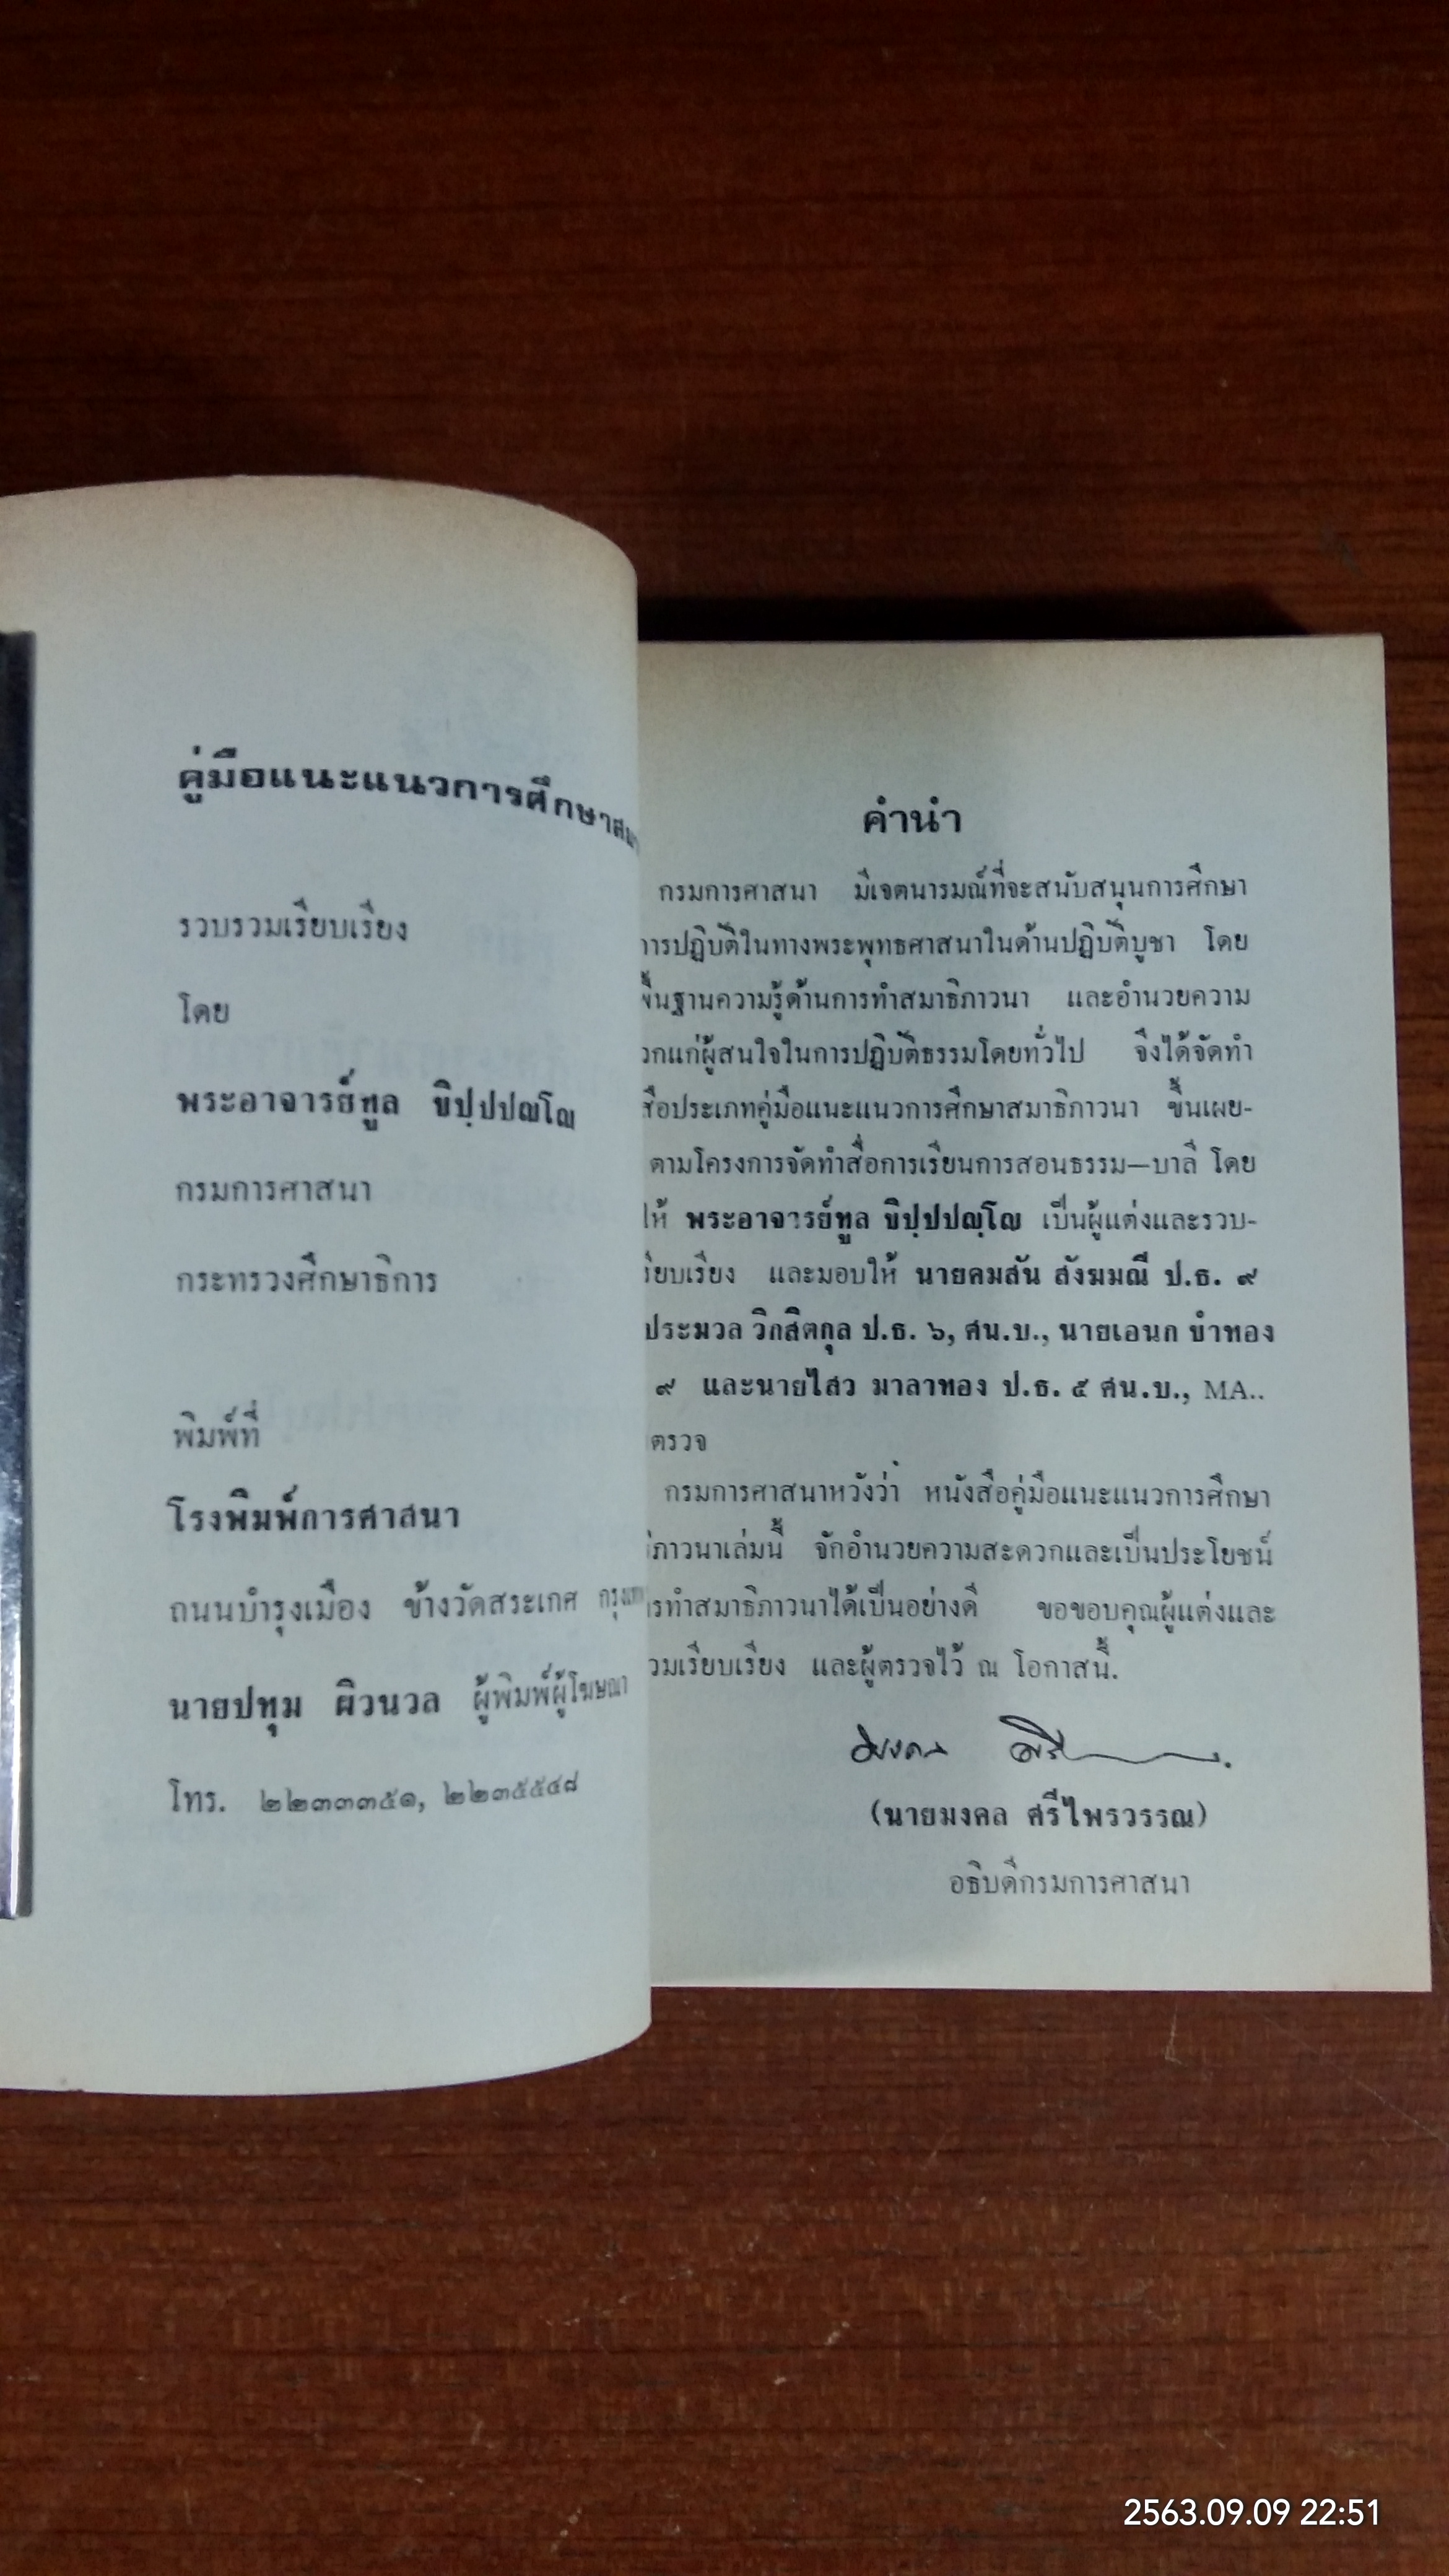 คู่มือแนะแนวการศึกษาสมา
รวบรวมเรียบเรียง
โดย
พระอาจารย์ทูล ขิปฺปปญฺโญ
กรมการศาสนา
กระทรวงศึกษาธิการ
พิมพ์ที่
โรงพิมพ์การศาสนา
ถนนบำรุงเมือง ข้างวัดสระเกศ กรุงเทพ
นายปทุม ผิวนวล ผู้พิมพ์ผู้โฆษณา
โทร. ๒๒๓๓๓๕๑, ๒๒๓๕๕๔๘
คำนำ
กรมการศาสนา มีเจตนารมณ์ที่จะสนับสนุนการศึกษา
การปฏิบัติในทางพระพุทธศาสนาในด้านปฏิบัติบูชา โดย
พื้นฐานความรู้ด้านการทำสมาธิภาวนา และอำนวยความ
วกแก่ผู้สนใจในการปฏิบัติธรรมโดยทั่วไป จึงได้จัดทำ
สือประเภทคู่มือแนะแนวการศึกษาสมาธิภาวนา ขึ้นเผย-
ตามโครงการจัดทำสื่อการเรียนการสอนธรรม–บาลี โดย
ให้ พระอาจารย์ทูล ขิปฺปปญฺโญ เป็นผู้แต่งและรวบ-
รียบเรียง และมอบให้ นายคมสัน สังฆมณี ป.ธ. ๙
ประมวล วิกสิตกุล ป.ธ. ๖, ศน.บ., นายเอนก ขำทอง
๙ และนายไสว มาลาทอง ป.ธ. ๕ ศน.บ., MA..
ตรวจ
กรมการศาสนาหวังว่า หนังสือคู่มือแนะแนวการศึกษา
ธิภาวนาเล่มนี้ จักอำนวยความสะดวกและเป็นประโยชน์
ารทำสมาธิภาวนาได้เป็นอย่างดี ขอขอบคุณผู้แต่งและ
วมเรียบเรียง และผู้ตรวจไว้ ณ โอกาสนี้.
(นายมงคล ศรีไพรวรรณ)
อธิบดีกรมการศาสนา
2563.09.09 22:51